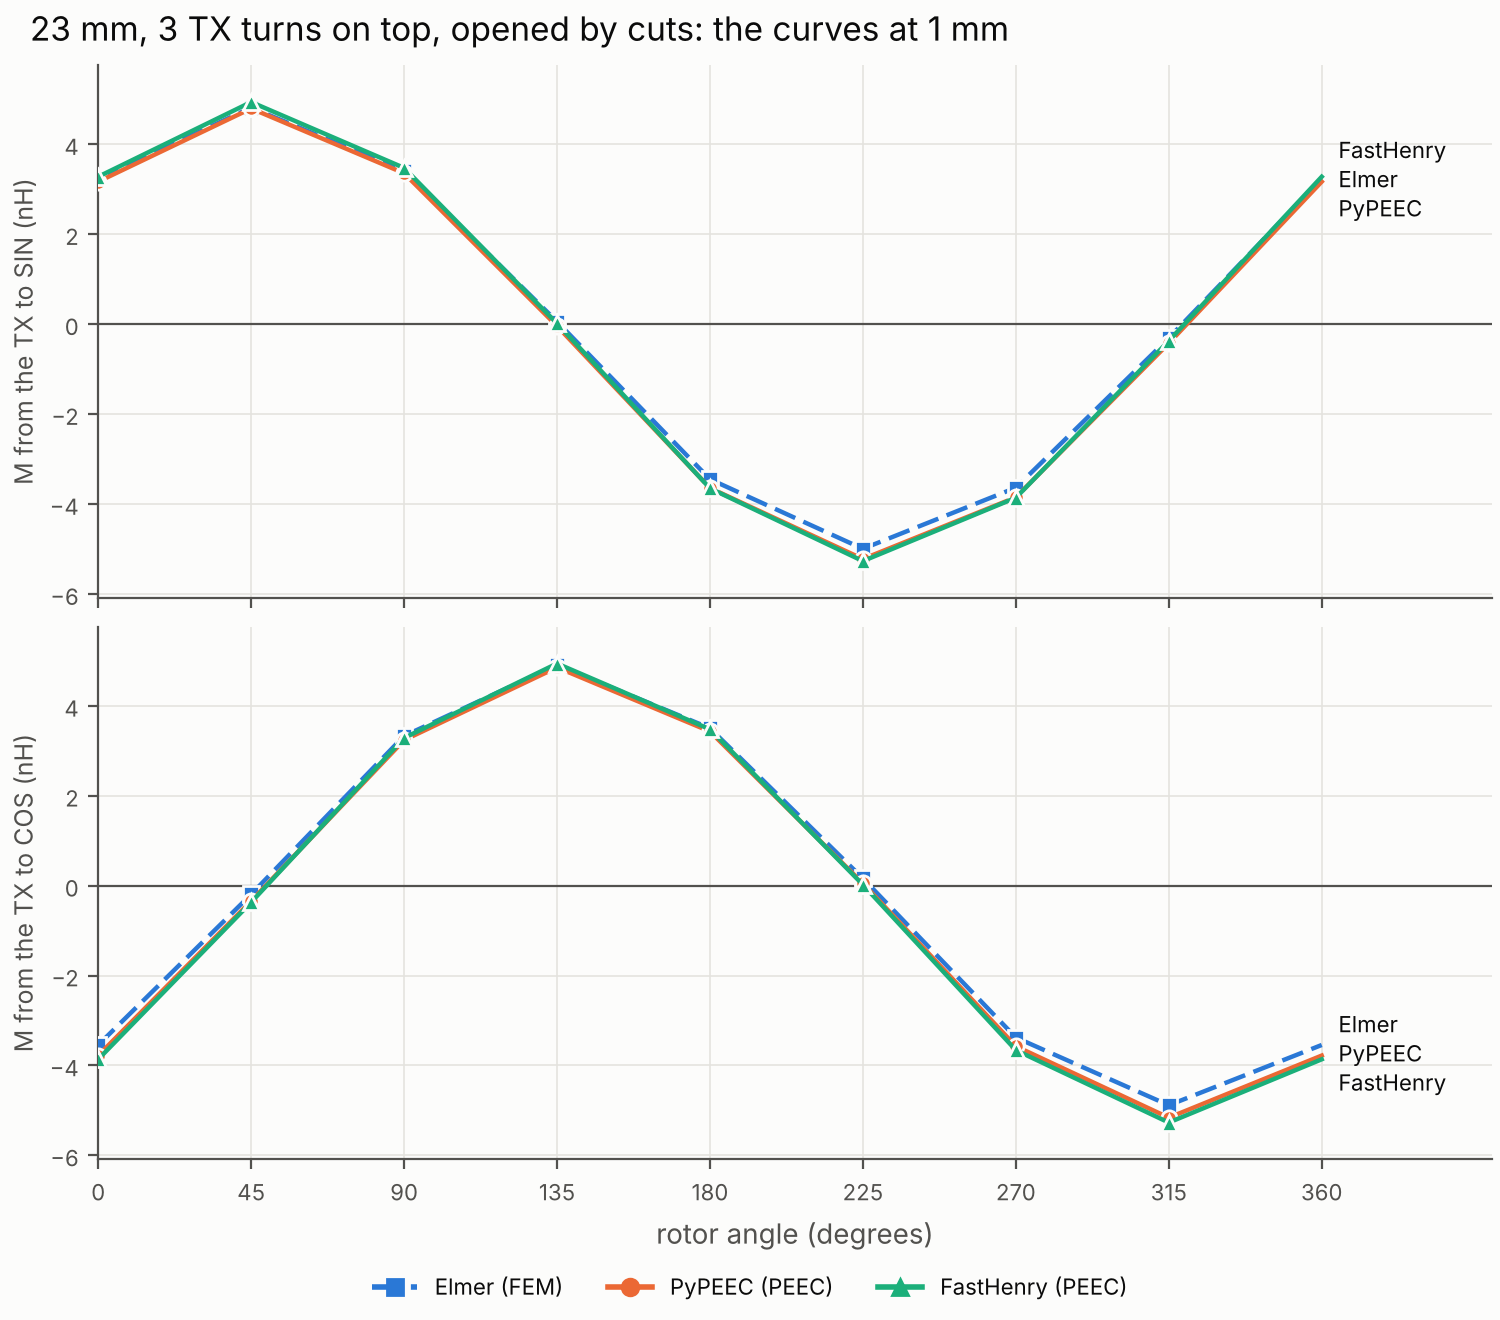 23 mm, 3 TX turns on top, opened by cuts: the curves at 1 mm
M from the TX to SIN (nH)
4
2
0
−2
−4
−6
FastHenry
Elmer
PyPEEC
M from the TX to COS (nH)
4
2
0
−2
−4
−6
Elmer
PyPEEC
FastHenry
0 45 90 135 180 225 270 315 360
rotor angle (degrees)
Elmer (FEM) PyPEEC (PEEC) FastHenry (PEEC)